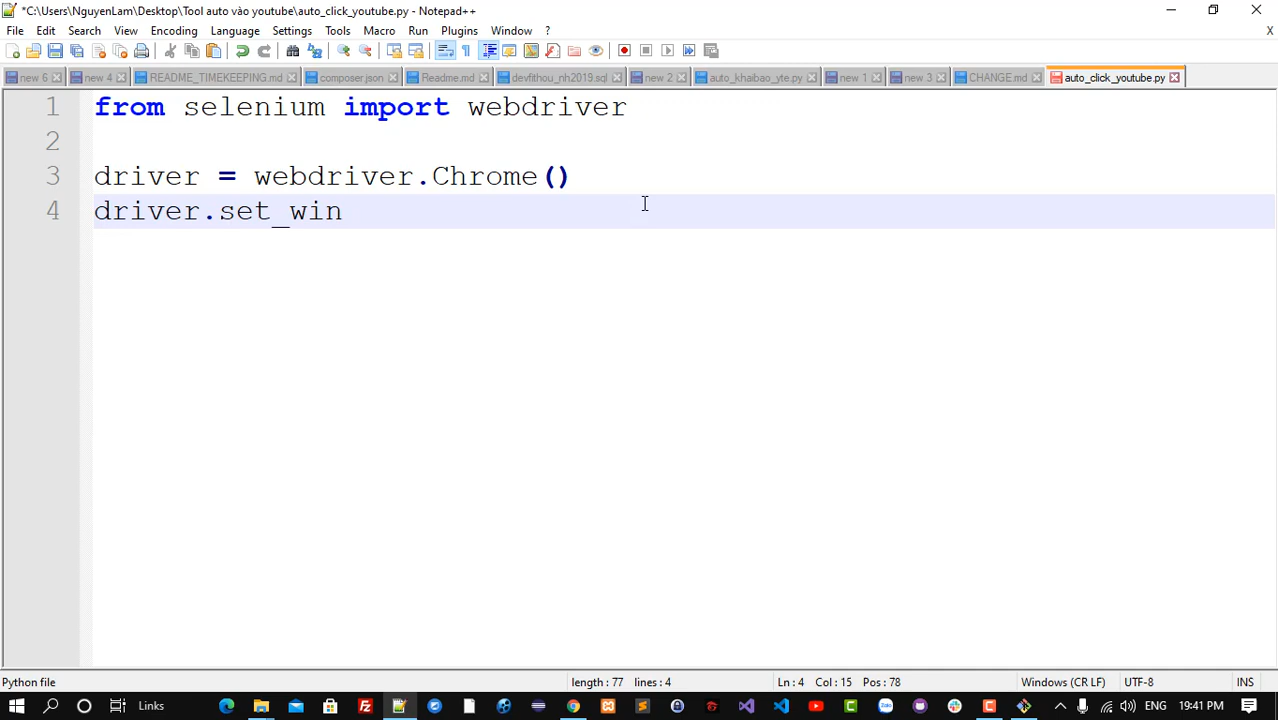 *C:\Users\NguyenLam\Desktop\Tool auto vào youtube\auto_click_youtube.py - Notepad++
File Edit Search View Encoding Language Settings Tools Macro Run Plugins Window ? X
new 6 new 4 README_TIMEKEEPING.md composer.json Readme.md devfithou_nh2019.sql new 2 auto_khaibao_yte.py new 1 new 3 CHANGE.md auto_click_youtube.py
1 from selenium import webdriver
2
3 driver = webdriver.Chrome()
4 driver.set_win
Python file length : 77 lines : 4 Ln : 4 Col : 15 Pos : 78 Windows (CR LF) UTF-8 INS
Links ENG 19:41 PM